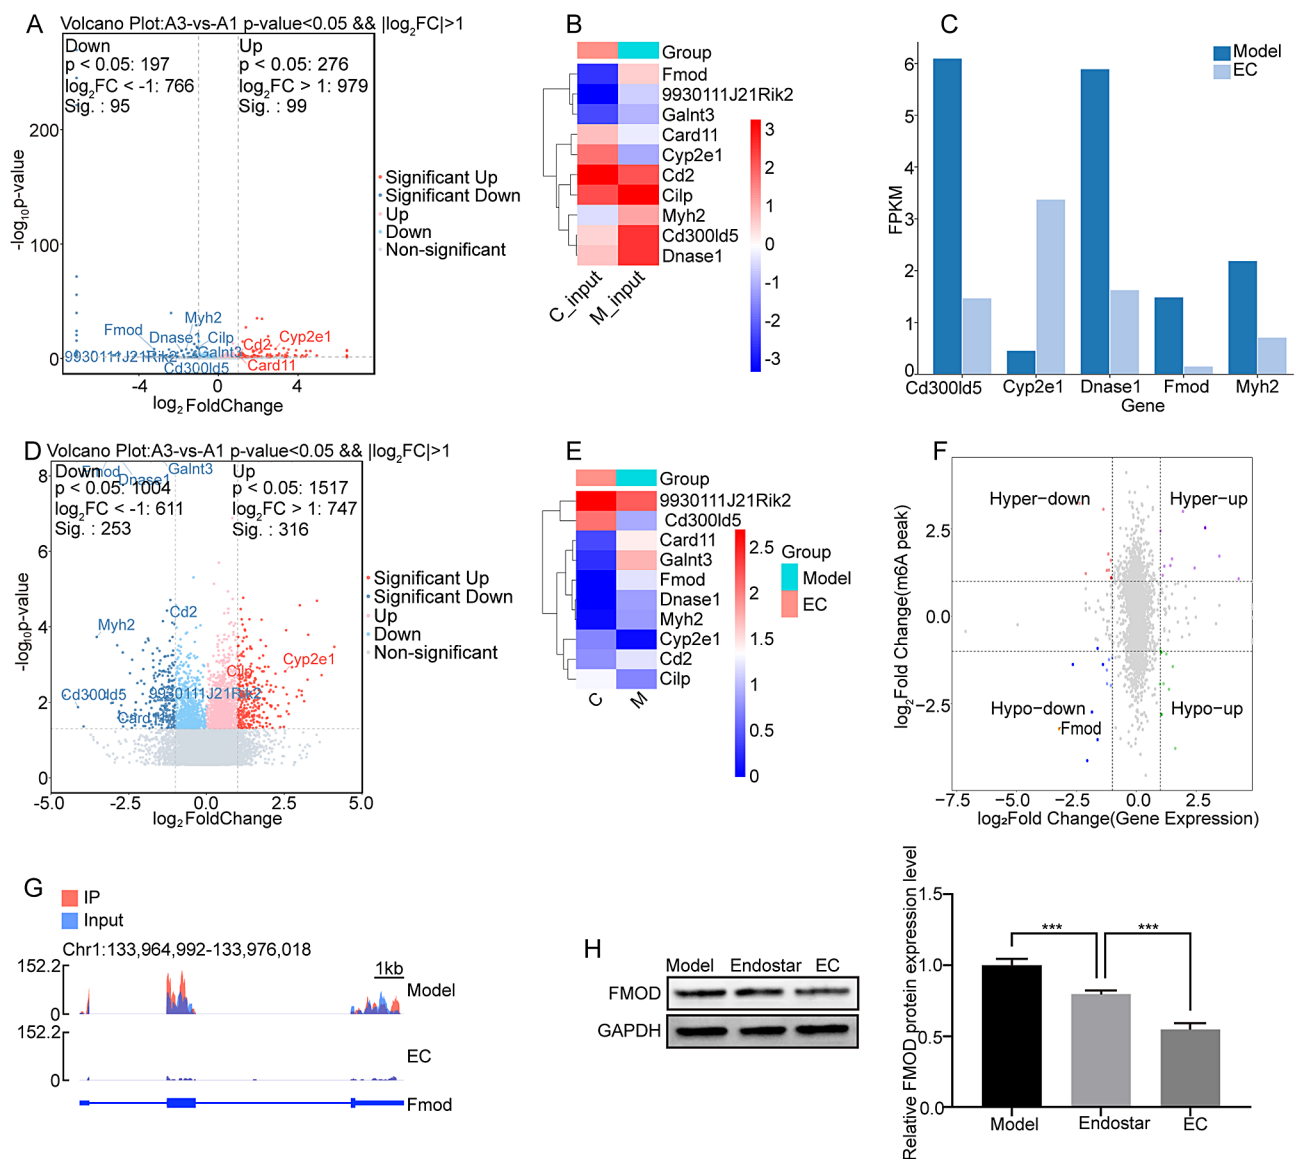 A
Volcano Plot:A3-vs-A1 p-value<0.05 && |log₂FC|>1
Down
p < 0.05: 197
log₂FC < -1: 766
Sig. : 95
Up
p < 0.05: 276
log₂FC > 1: 979
Sig. : 99
200
100
0
-log₁₀p-value
-4
0
4
log₂ FoldChange
Fmod
Myh2
Dnase1
Cilp
9930111J21Rik2
Galnt3
Cd300ld5
Cd2
Cyp2e1
Card11
Significant Up
Significant Down
Up
Down
Non-significant
B
Group
Fmod
9930111J21Rik2
Galnt3
Card11
Cyp2e1
Cd2
Cilp
Myh2
Cd300ld5
Dnase1
C_input
M_input
3
2
1
0
-1
-2
-3
C
Model
EC
FPKM
6
4
3
2
1
0
Cd300ld5
Cyp2e1
Dnase1
Fmod
Myh2
Gene
D
Volcano Plot:A3-vs-A1 p-value<0.05 && |log₂FC|>1
Down
p < 0.05: 1004
log₂FC < -1: 611
Sig. : 253
Up
p < 0.05: 1517
log₂FC > 1: 747
Sig. : 316
Fmod
Dnase1
Galnt3
Cd2
Myh2
Cilp
Cyp2e1
Cd300ld5
9930111J21Rik2
Card11
8
6
4
2
0
-log₁₀p-value
-5.0
-2.5
0.0
2.5
5.0
log₂ FoldChange
Significant Up
Significant Down
Up
Down
Non-significant
E
Group
9930111J21Rik2
Cd300ld5
Card11
Galnt3
Fmod
Dnase1
Myh2
Cyp2e1
Cd2
Cilp
C
M
2.5
2
1.5
1
0.5
0
Group
Model
EC
F
Hyper−down
Hyper−up
Hypo−down
Hypo−up
Fmod
2.5
0.0
−2.5
log₂Fold Change(m6A peak)
−7.5
−5.0
−2.5
0.0
2.5
log₂Fold Change(Gene Expression)
G
IP
Input
Chr1:133,964,992-133,976,018
152.2
0
1kb
Model
152.2
0
EC
Fmod
H
Model
Endostar
EC
FMOD
GAPDH
Relative FMOD protein expression level
1.5
1.0
0.5
0.0
***
***
Model
Endostar
EC